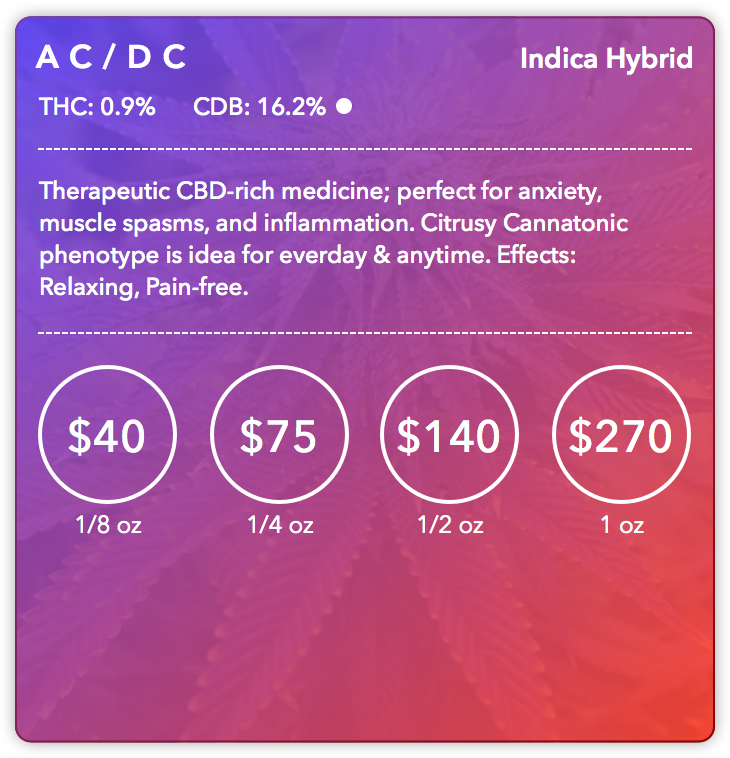 AC/DC Indica Hybrid
THC: 0.9% CDB: 16.2%
Therapeutic CBD-rich medicine; perfect for anxiety,
muscle spasms, and inflammation. Citrusy Cannatonic
phenotype is idea for everday & anytime. Effects:
Relaxing, Pain-free.
$40 $75 $140 $270
1/8 oz 1/4 oz 1/2 oz 1 oz